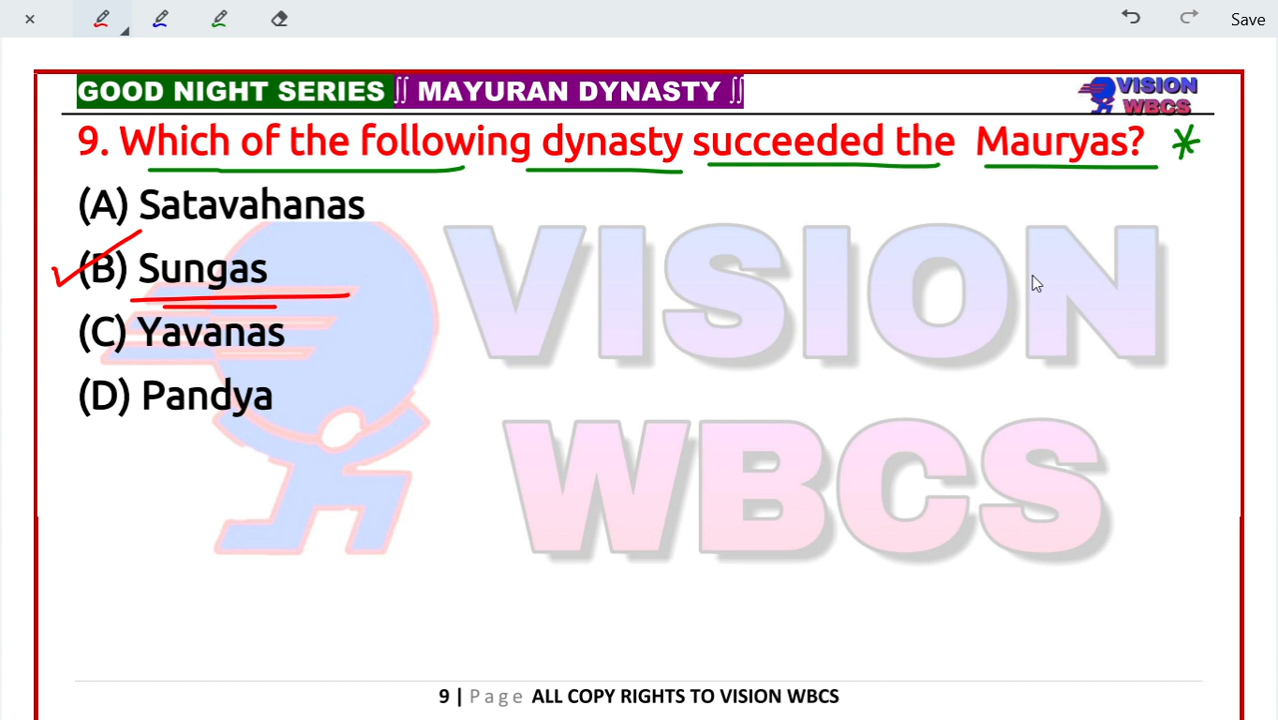 Save
GOOD NIGHT SERIES ∬ MAYURAN DYNASTY ∬
VISION
WBCS
9. Which of the following dynasty succeeded the Mauryas?
(A) Satavahanas
(B) Sungas
(C) Yavanas
(D) Pandya
VISION
WBCS
9 | Page ALL COPY RIGHTS TO VISION WBCS